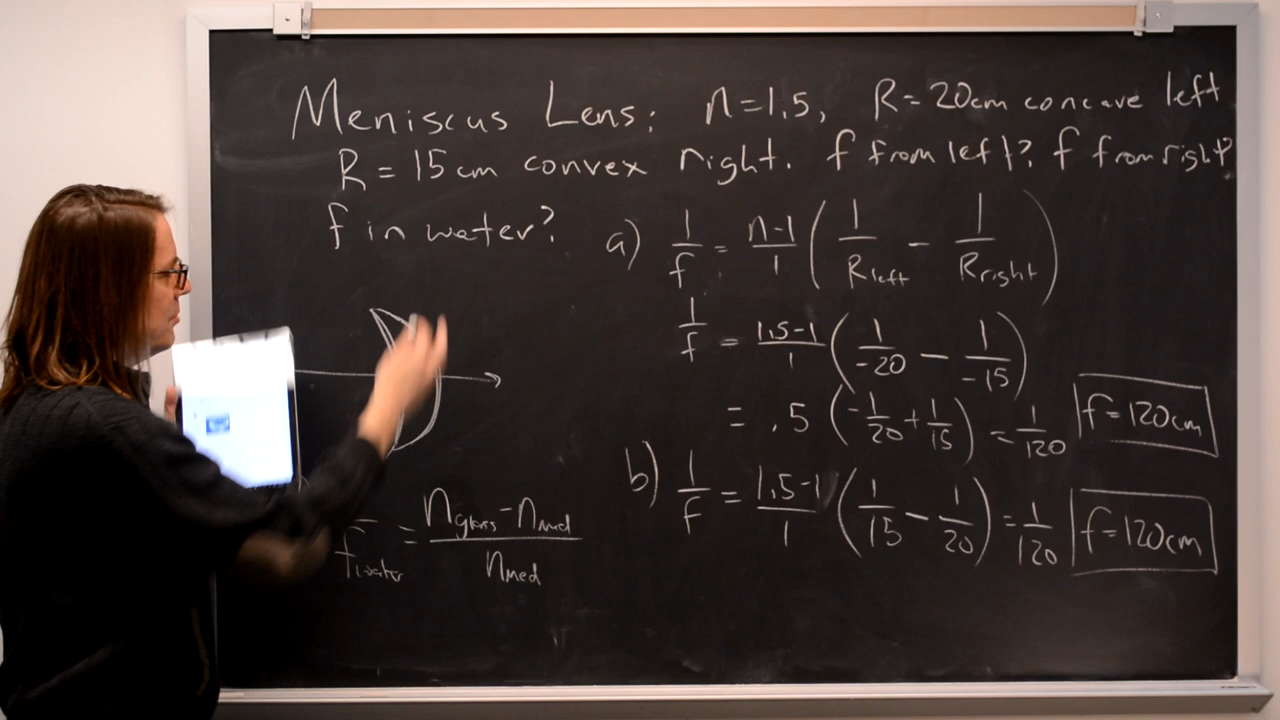 Meniscus Lens: n=1.5, R=20cm concave left
R=15cm convex right. f from left? f from right?
f in water?
a) 1/f = n-1/1 (1/Rleft - 1/Rright)
1/f = 1.5-1/1 (1/-20 - 1/-15)
= .5 (-1/20 + 1/15) = 1/120 f=120cm
b) 1/f = 1.5-1/1 (1/15 - 1/20) = 1/120 f=120cm
fwater = nglass-nmed/nmed